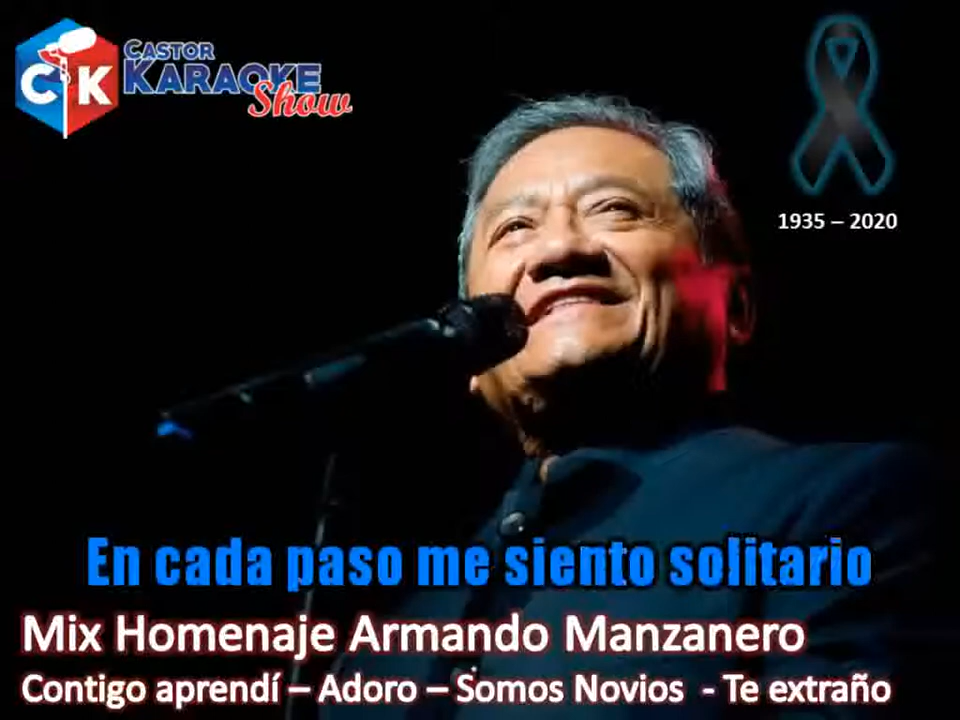 CK
CASTOR
KARAOKE
Show
1935 – 2020
En cada paso me siento solitario
Mix Homenaje Armando Manzanero
Contigo aprendí – Adoro – Somos Novios - Te extraño